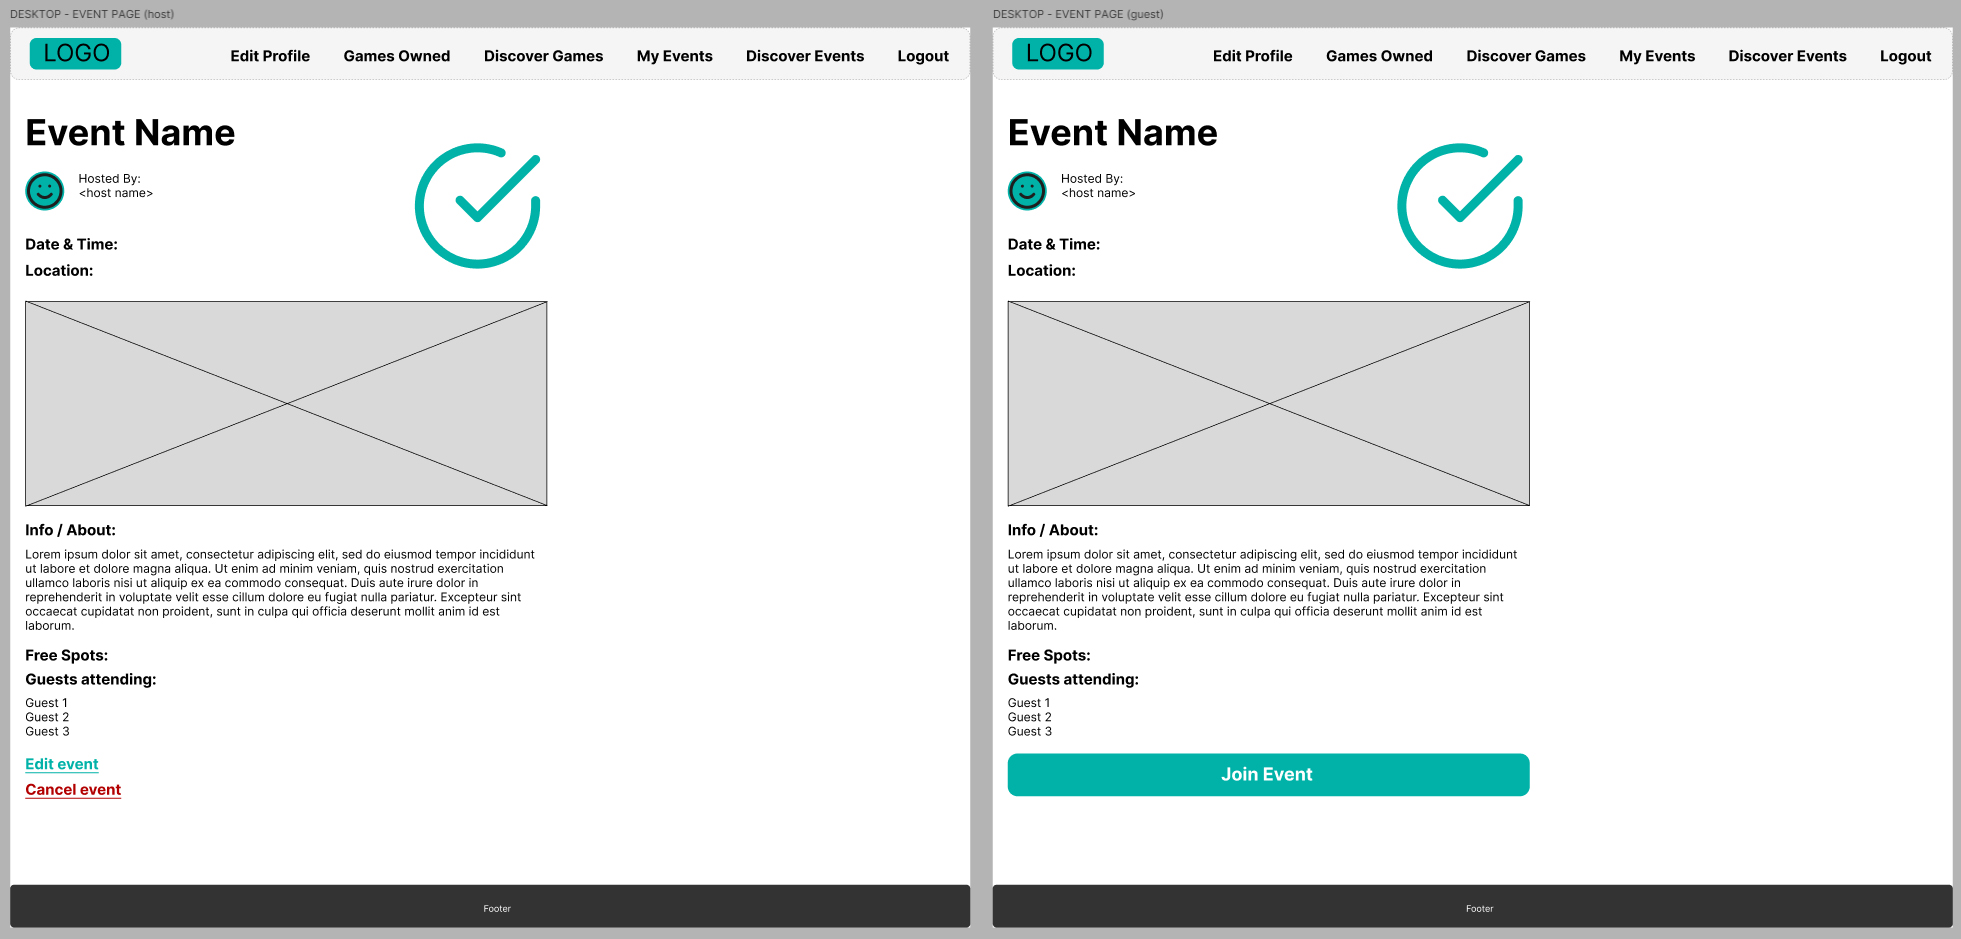 DESKTOP - EVENT PAGE (host)
LOGO
Edit Profile
Games Owned
Discover Games
My Events
Discover Events
Logout
Event Name
Hosted By:
<host name>
Date & Time:
Location:
Info / About:
Lorem ipsum dolor sit amet, consectetur adipiscing elit, sed do eiusmod tempor incididunt
ut labore et dolore magna aliqua. Ut enim ad minim veniam, quis nostrud exercitation
ullamco laboris nisi ut aliquip ex ea commodo consequat. Duis aute irure dolor in
reprehenderit in voluptate velit esse cillum dolore eu fugiat nulla pariatur. Excepteur sint
occaecat cupidatat non proident, sunt in culpa qui officia deserunt mollit anim id est
laborum.
Free Spots:
Guests attending:
Guest 1
Guest 2
Guest 3
Edit event
Cancel event
Footer
DESKTOP - EVENT PAGE (guest)
LOGO
Edit Profile
Games Owned
Discover Games
My Events
Discover Events
Logout
Event Name
Hosted By:
<host name>
Date & Time:
Location:
Info / About:
Lorem ipsum dolor sit amet, consectetur adipiscing elit, sed do eiusmod tempor incididunt
ut labore et dolore magna aliqua. Ut enim ad minim veniam, quis nostrud exercitation
ullamco laboris nisi ut aliquip ex ea commodo consequat. Duis aute irure dolor in
reprehenderit in voluptate velit esse cillum dolore eu fugiat nulla pariatur. Excepteur sint
occaecat cupidatat non proident, sunt in culpa qui officia deserunt mollit anim id est
laborum.
Free Spots:
Guests attending:
Guest 1
Guest 2
Guest 3
Join Event
Footer